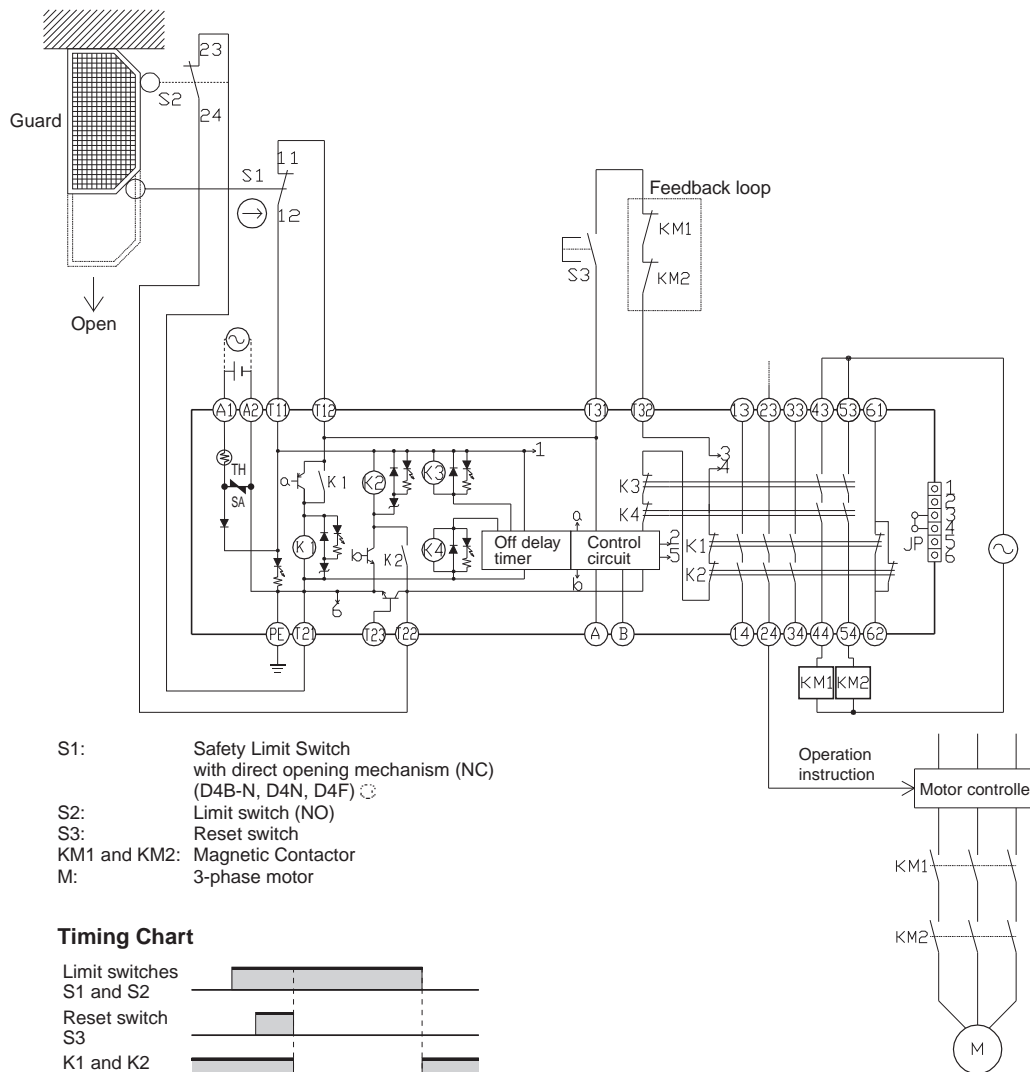 23
S2
24
Guard
11
S1
12
Open
Feedback loop
KM1
S3
KM2
A1 A2 T11 T12 T31 T32 13 23 33 43 53 61
1
TH
SA
a
K1
K2
K3
3
4
K3
K4
a
K1
b
K2
K4
Off delay timer
Control circuit
2
5
K1
K2
b
6
1
2
3
4
5
6
JP
PE T21 T23 T22 A B 14 24 34 44 54 62
KM1 KM2
S1: Safety Limit Switch
with direct opening mechanism (NC)
(D4B-N, D4N, D4F)
S2: Limit switch (NO)
S3: Reset switch
KM1 and KM2: Magnetic Contactor
M: 3-phase motor
Operation
instruction
Motor controlle
KM1
KM2
M
Timing Chart
Limit switches
S1 and S2
Reset switch
S3
K1 and K2